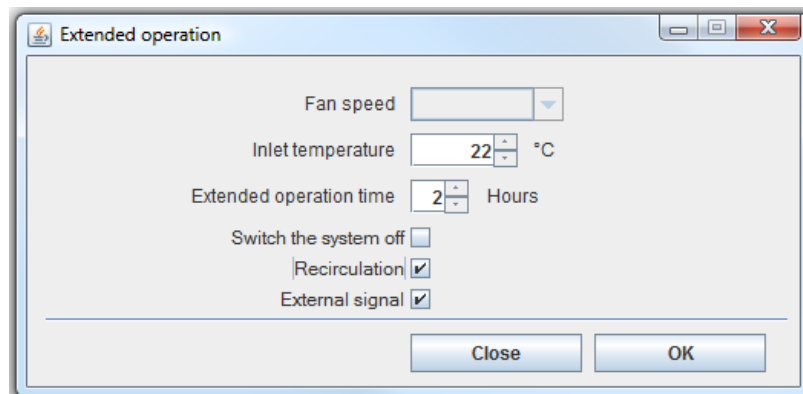 Extended operation
Fan speed
Inlet temperature 22 °C
Extended operation time 2 Hours
Switch the system off
Recirculation
External signal
Close OK